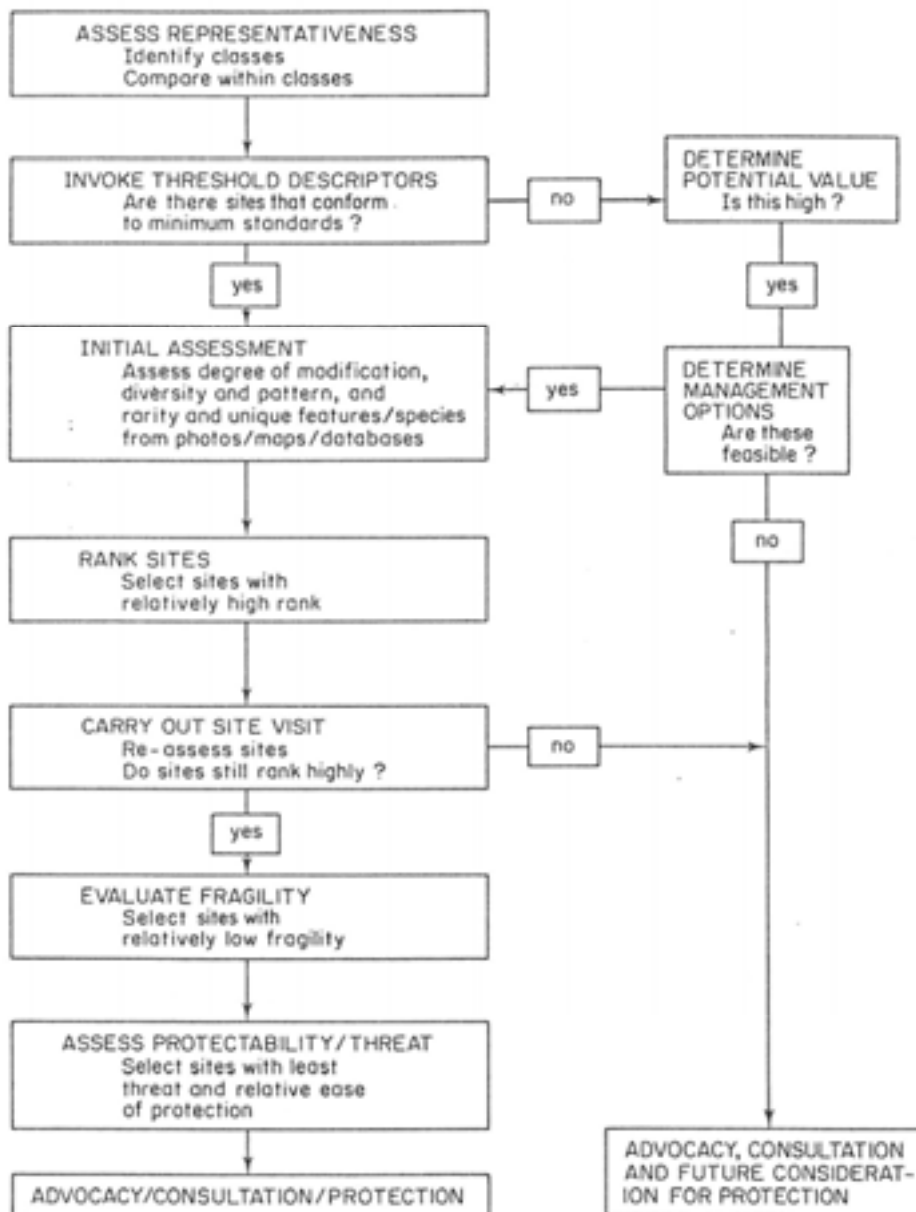 ASSESS REPRESENTATIVENESS
Identify classes
Compare within classes
INVOKE THRESHOLD DESCRIPTORS
Are there sites that conform
to minimum standards ?
no
DETERMINE
POTENTIAL VALUE
Is this high ?
yes
yes
INITIAL ASSESSMENT
Assess degree of modification,
diversity and pattern, and
rarity and unique features/species
from photos/maps/databases
yes
DETERMINE
MANAGEMENT
OPTIONS
Are these
feasible ?
no
RANK SITES
Select sites with
relatively high rank
CARRY OUT SITE VISIT
Re-assess sites
Do sites still rank highly ?
no
yes
EVALUATE FRAGILITY
Select sites with
relatively low fragility
ASSESS PROTECTABILITY/THREAT
Select sites with least
threat and relative ease
of protection
ADVOCACY/CONSULTATION/PROTECTION
ADVOCACY, CONSULTATION
AND FUTURE CONSIDERAT-
ION FOR PROTECTION